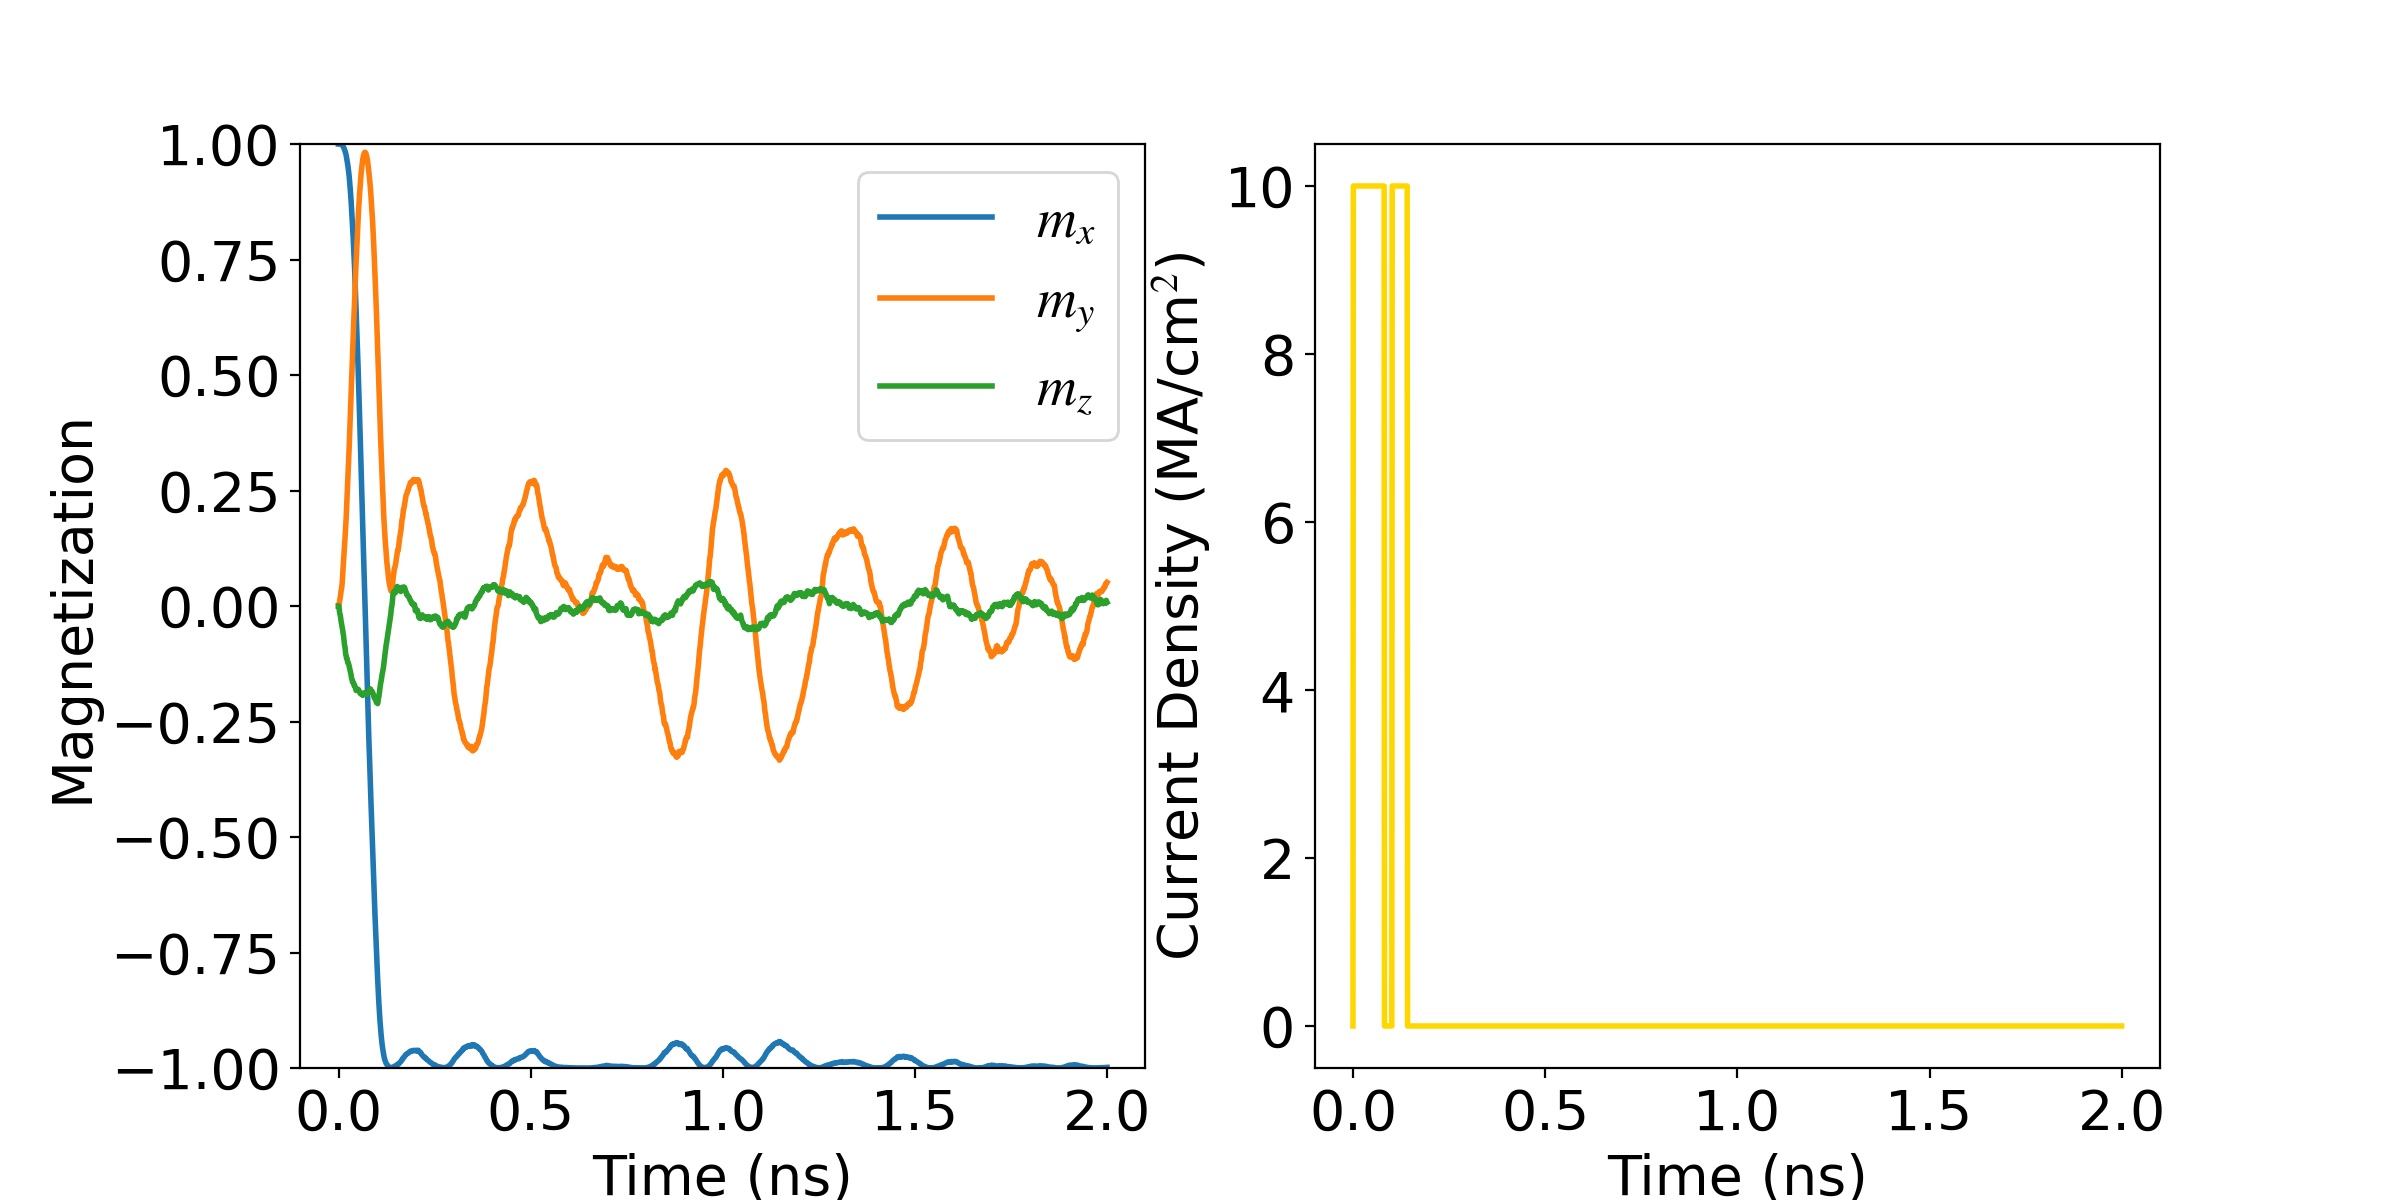 Magnetization
1.00
0.75
0.50
0.25
0.00
−0.25
−0.50
−0.75
−1.00
0.0 0.5 1.0 1.5 2.0
Time (ns)
m_x
m_y
m_z
Current Density (MA/cm²)
10
8
6
4
2
0
0.0 0.5 1.0 1.5 2.0
Time (ns)